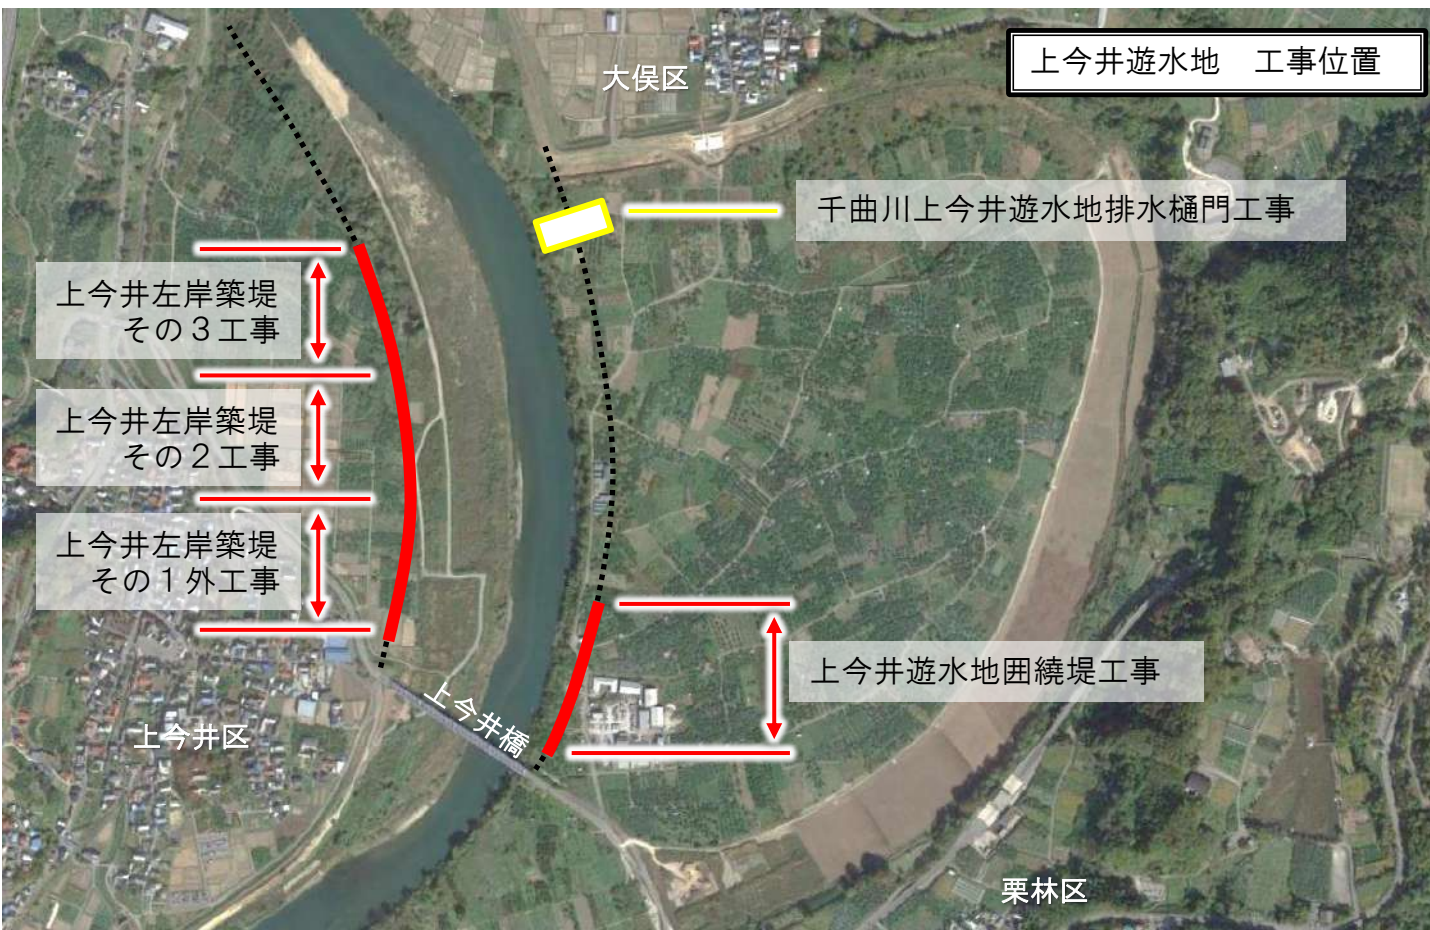 上今井遊水地　工事位置
大俣区
千曲川上今井遊水地排水樋門工事
上今井左岸築堤
その３工事
上今井左岸築堤
その２工事
上今井左岸築堤
その１外工事
上今井遊水地囲繞堤工事
上今井橋
上今井区
栗林区